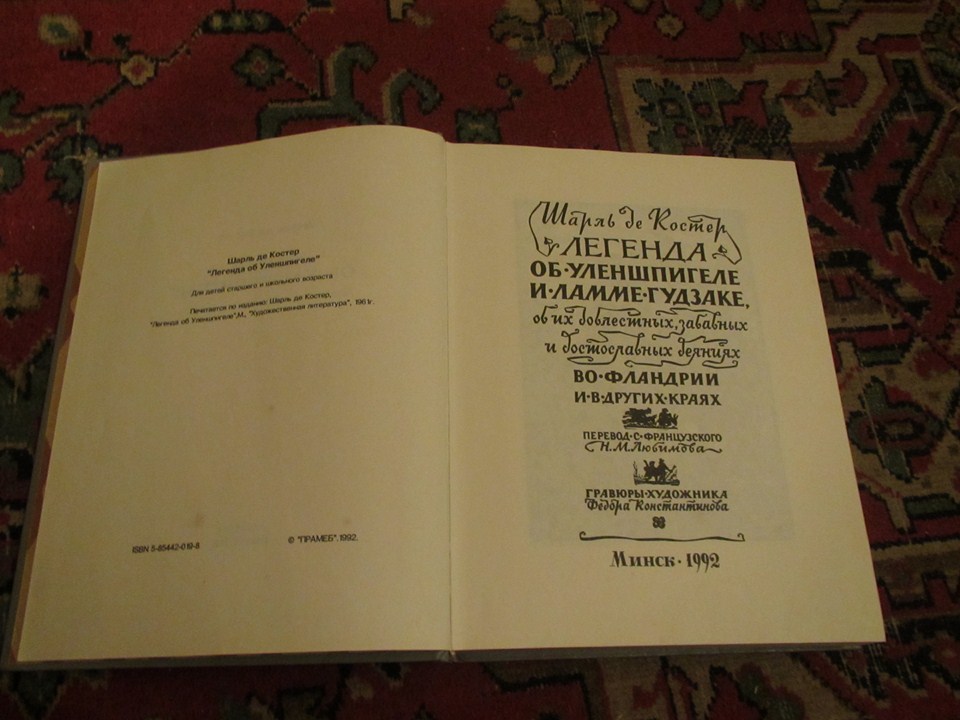 Шарль де Костер
"Легенда об Уленшпигеле"
Для детей старшего и школьного возраста
Печатается по изданию: Шарль де Костер,
"Легенда об Уленшпигеле",М., "Художественная литература", 1961г.
ISBN 5-85442-019-8
© "ПРАМЕБ".1992.
Шарль де Костер
ЛЕГЕНДА
ОБ·УЛЕНШПИГЕЛЕ
И·ЛАММЕ·ГУДЗАКЕ,
об их доблестных, забавных
и достославных деяниях
ВО·ФЛАНДРИИ
И·В·ДРУГИХ·КРАЯХ
ПЕРЕВОД·С·ФРАНЦУЗСКОГО
Н.М.Любимова
ГРАВЮРЫ·ХУДОЖНИКА
Федора Константинова
Минск·1992